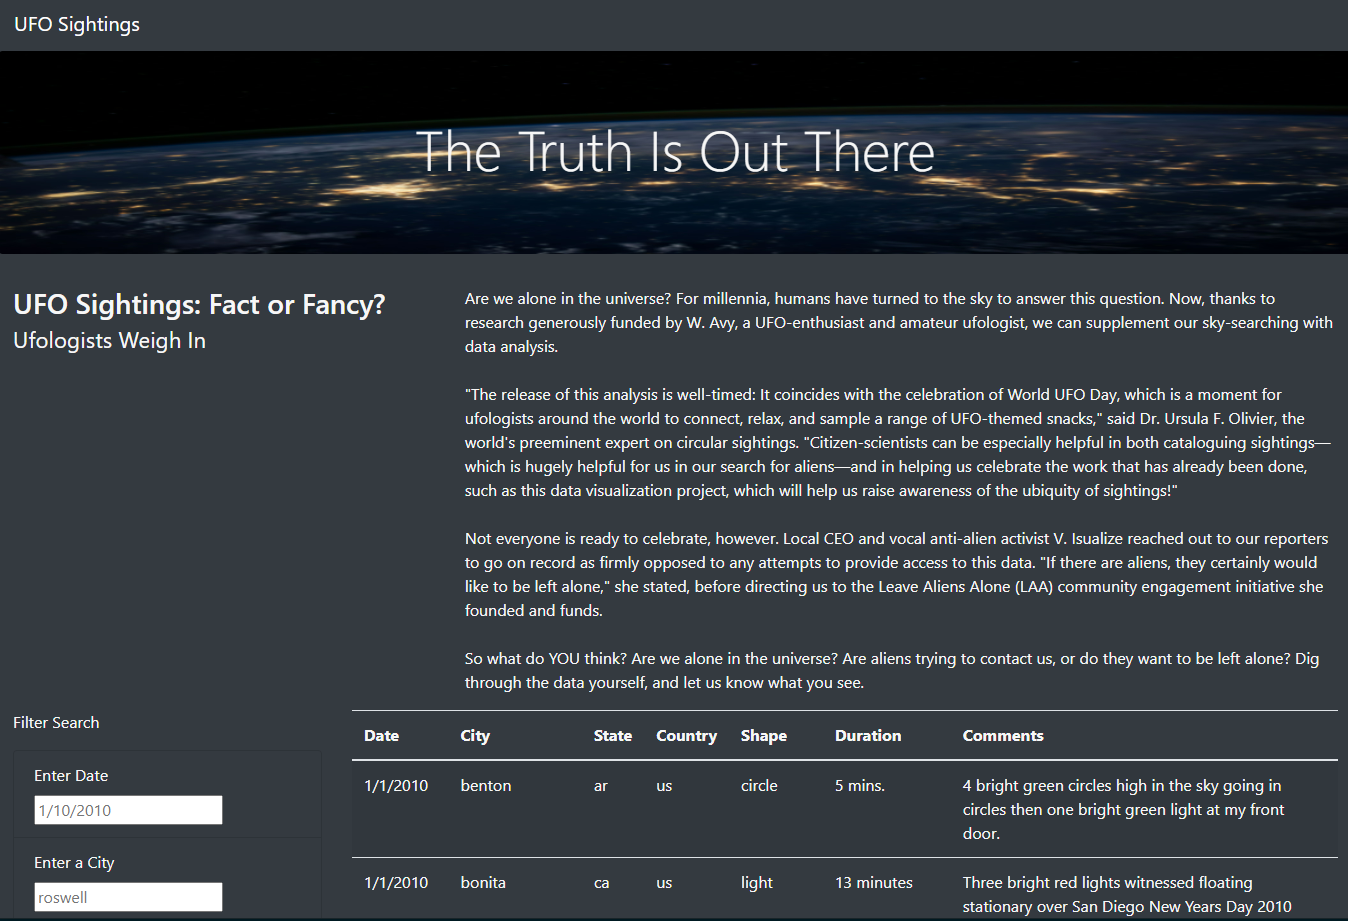 UFO Sightings
The Truth Is Out There
UFO Sightings: Fact or Fancy?
Ufologists Weigh In
Are we alone in the universe? For millennia, humans have turned to the sky to answer this question. Now, thanks to
research generously funded by W. Avy, a UFO-enthusiast and amateur ufologist, we can supplement our sky-searching with
data analysis.
"The release of this analysis is well-timed: It coincides with the celebration of World UFO Day, which is a moment for
ufologists around the world to connect, relax, and sample a range of UFO-themed snacks," said Dr. Ursula F. Olivier, the
world's preeminent expert on circular sightings. "Citizen-scientists can be especially helpful in both cataloguing sightings—
which is hugely helpful for us in our search for aliens—and in helping us celebrate the work that has already been done,
such as this data visualization project, which will help us raise awareness of the ubiquity of sightings!"
Not everyone is ready to celebrate, however. Local CEO and vocal anti-alien activist V. Isualize reached out to our reporters
to go on record as firmly opposed to any attempts to provide access to this data. "If there are aliens, they certainly would
like to be left alone," she stated, before directing us to the Leave Aliens Alone (LAA) community engagement initiative she
founded and funds.
So what do YOU think? Are we alone in the universe? Are aliens trying to contact us, or do they want to be left alone? Dig
through the data yourself, and let us know what you see.
Filter Search
Enter Date
1/10/2010
Enter a City
roswell
Date City State Country Shape Duration Comments
1/1/2010 benton ar us circle 5 mins. 4 bright green circles high in the sky going in
circles then one bright green light at my front
door.
1/1/2010 bonita ca us light 13 minutes Three bright red lights witnessed floating
stationary over San Diego New Years Day 2010